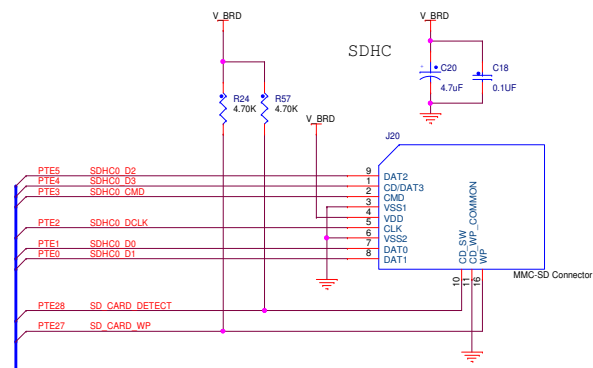 V_BRD
V_BRD
SDHC
C20
4.7uF
C18
0.1UF
R24
4.70K
R57
4.70K
V_BRD
J20
PTE5 SDHC0_D2 9 DAT2
PTE4 SDHC0_D3 1 CD/DAT3
PTE3 SDHC0_CMD 2 CMD
3 VSS1
4 VDD
PTE2 SDHC0_DCLK 5 CLK
6 VSS2
PTE1 SDHC0_D0 7 DAT0
PTE0 SDHC0_D1 8 DAT1
CD_SW
CD_WP_COMMON
WP
10
11
16
MMC-SD Connector
PTE28 SD_CARD_DETECT
PTE27 SD_CARD_WP